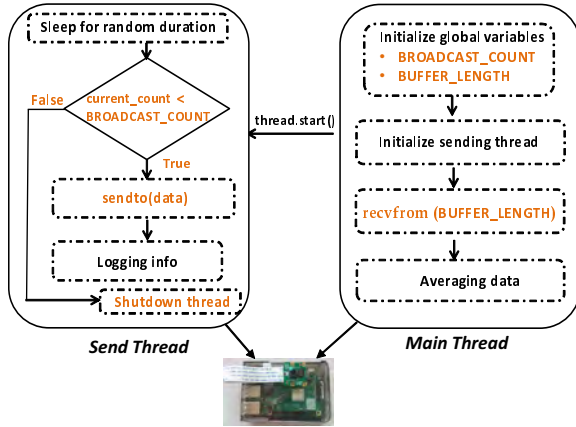 Sleep for random duration
False
current_count <
BROADCAST_COUNT
True
sendto(data)
Logging info
Shutdown thread
Send Thread
thread.start()
Initialize global variables
• BROADCAST_COUNT
• BUFFER_LENGTH
Initialize sending thread
recvfrom (BUFFER_LENGTH)
Averaging data
Main Thread